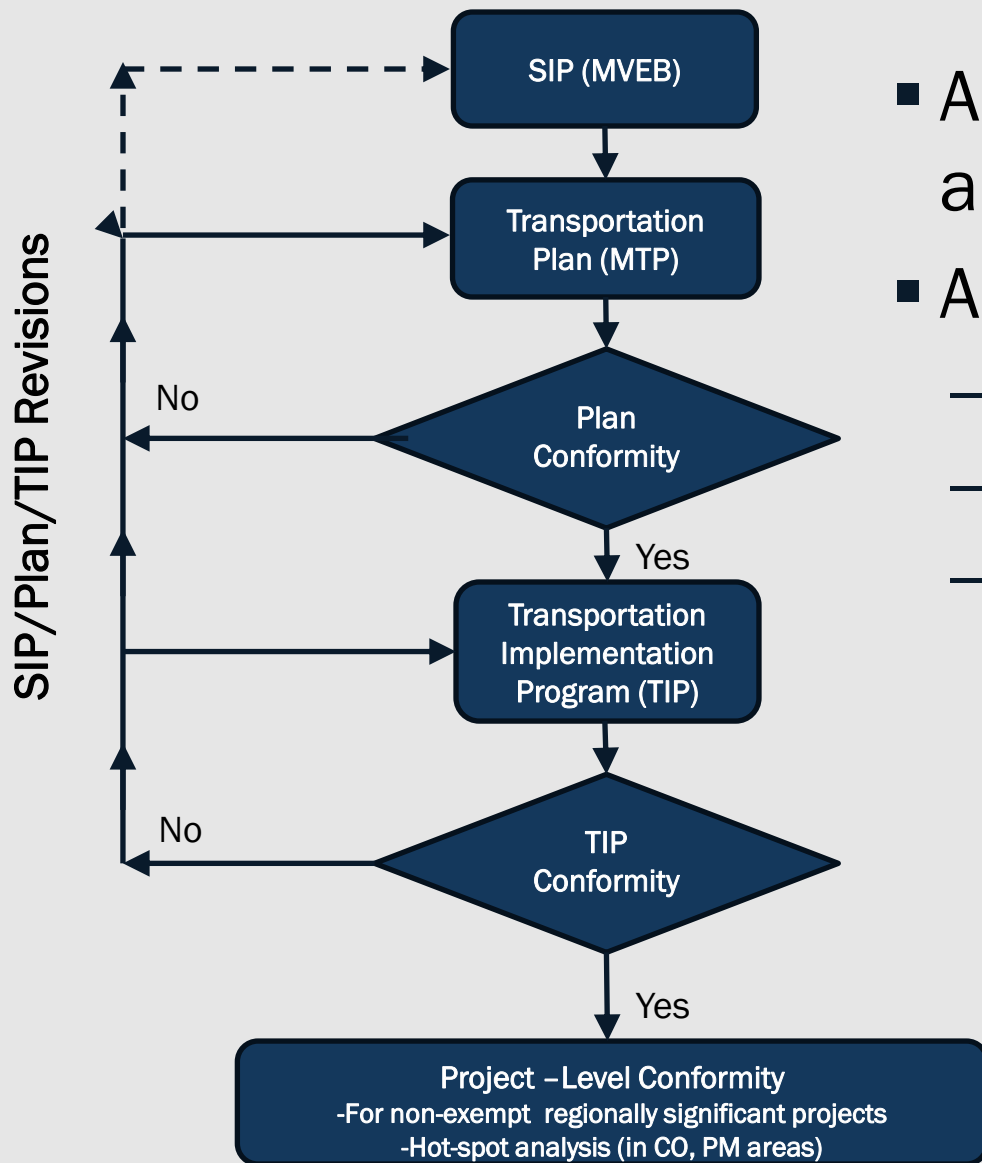 SIP (MVEB)
Transportation
Plan (MTP)
No
Plan
Conformity
Yes
Transportation
Implementation
Program (TIP)
No
TIP
Conformity
Yes
Project –Level Conformity
-For non-exempt regionally significant projects
-Hot-spot analysis (in CO, PM areas)
SIP/Plan/TIP Revisions
A
a
A